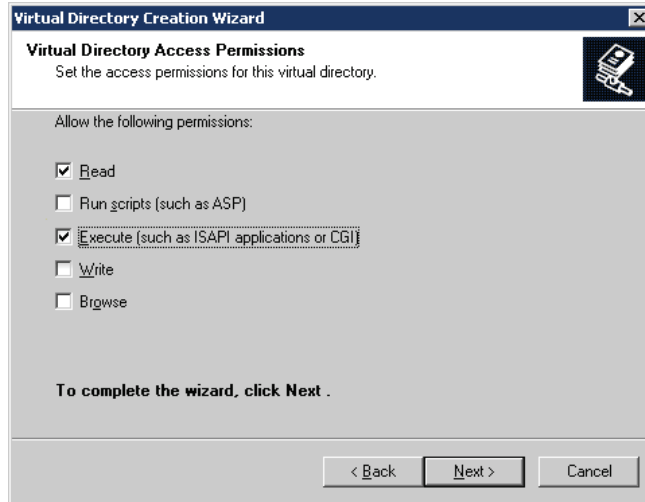 Virtual Directory Creation Wizard
Virtual Directory Access Permissions
Set the access permissions for this virtual directory.
Allow the following permissions:
Read
Run scripts (such as ASP)
Execute (such as ISAPI applications or CGI)
Write
Browse
To complete the wizard, click Next .
< Back Next > Cancel